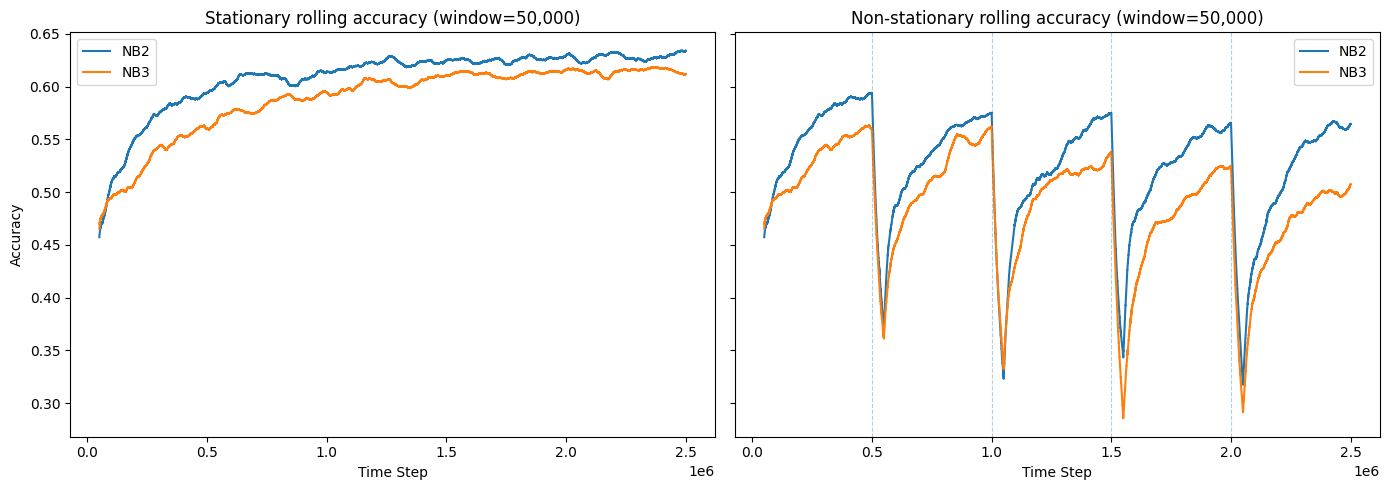 Stationary rolling accuracy (window=50,000)
NB2
NB3
Accuracy
0.65
0.60
0.55
0.50
0.45
0.40
0.35
0.30
0.0 0.5 1.0 1.5 2.0 2.5
1e6
Time Step
Non-stationary rolling accuracy (window=50,000)
NB2
NB3
0.0 0.5 1.0 1.5 2.0 2.5
1e6
Time Step